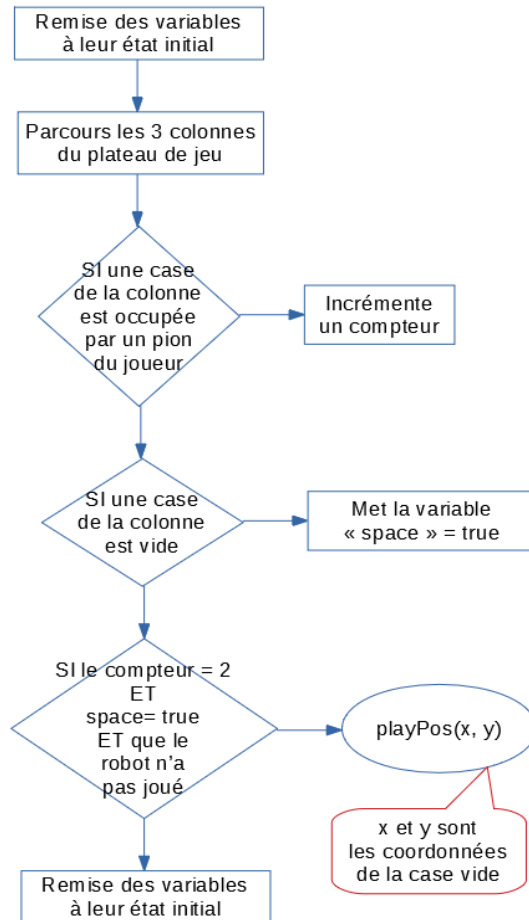 Remise des variables
à leur état initial
Parcours les 3 colonnes
du plateau de jeu
SI une case
de la colonne
est occupée
par un pion
du joueur
Incrémente
un compteur
SI une case
de la colonne
est vide
Met la variable
« space » = true
SI le compteur = 2
ET
space= true
ET que le
robot n'a
pas joué
playPos(x, y)
x et y sont
les coordonnées
de la case vide
Remise des variables
à leur état initial